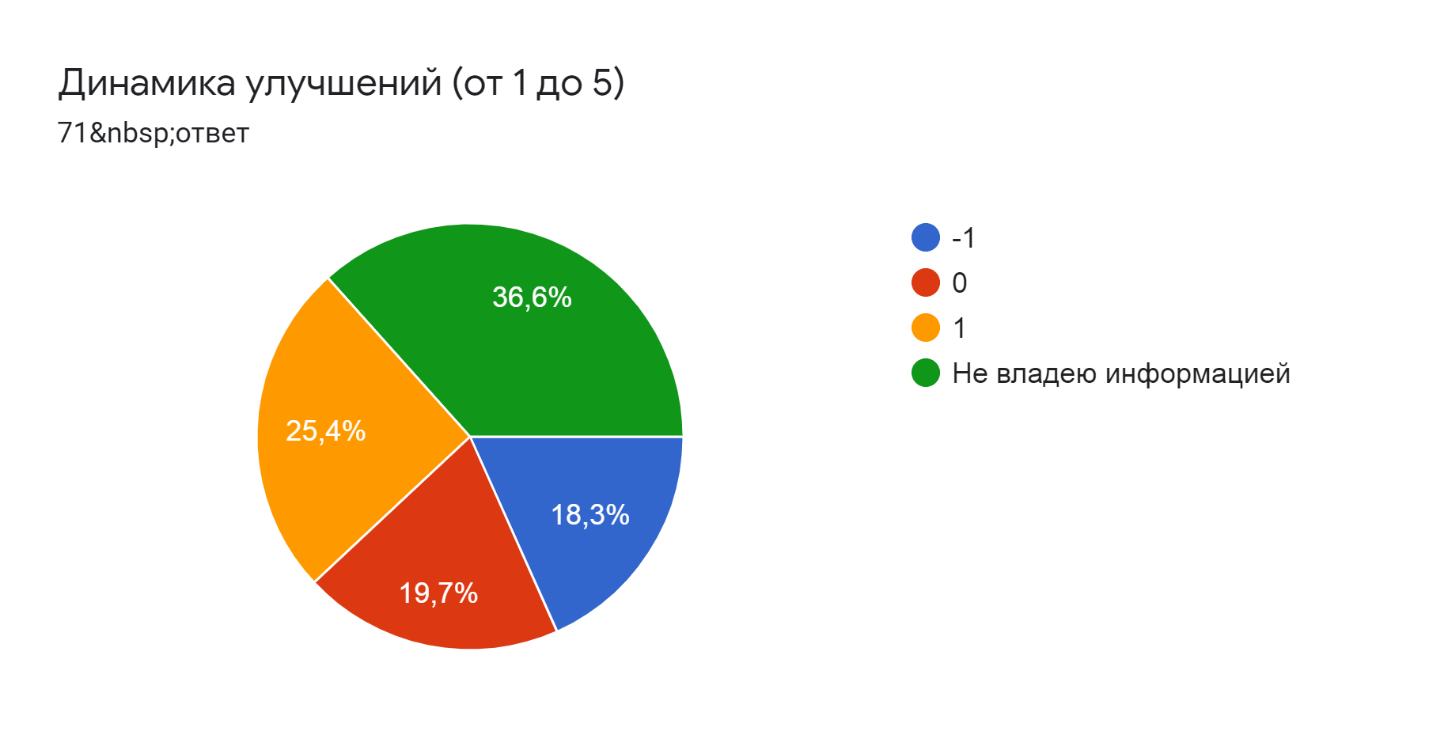 Динамика улучшений (от 1 до 5)
71&nbsp;ответ
36,6%
25,4%
18,3%
19,7%
-1
0
1
Не владею информацией